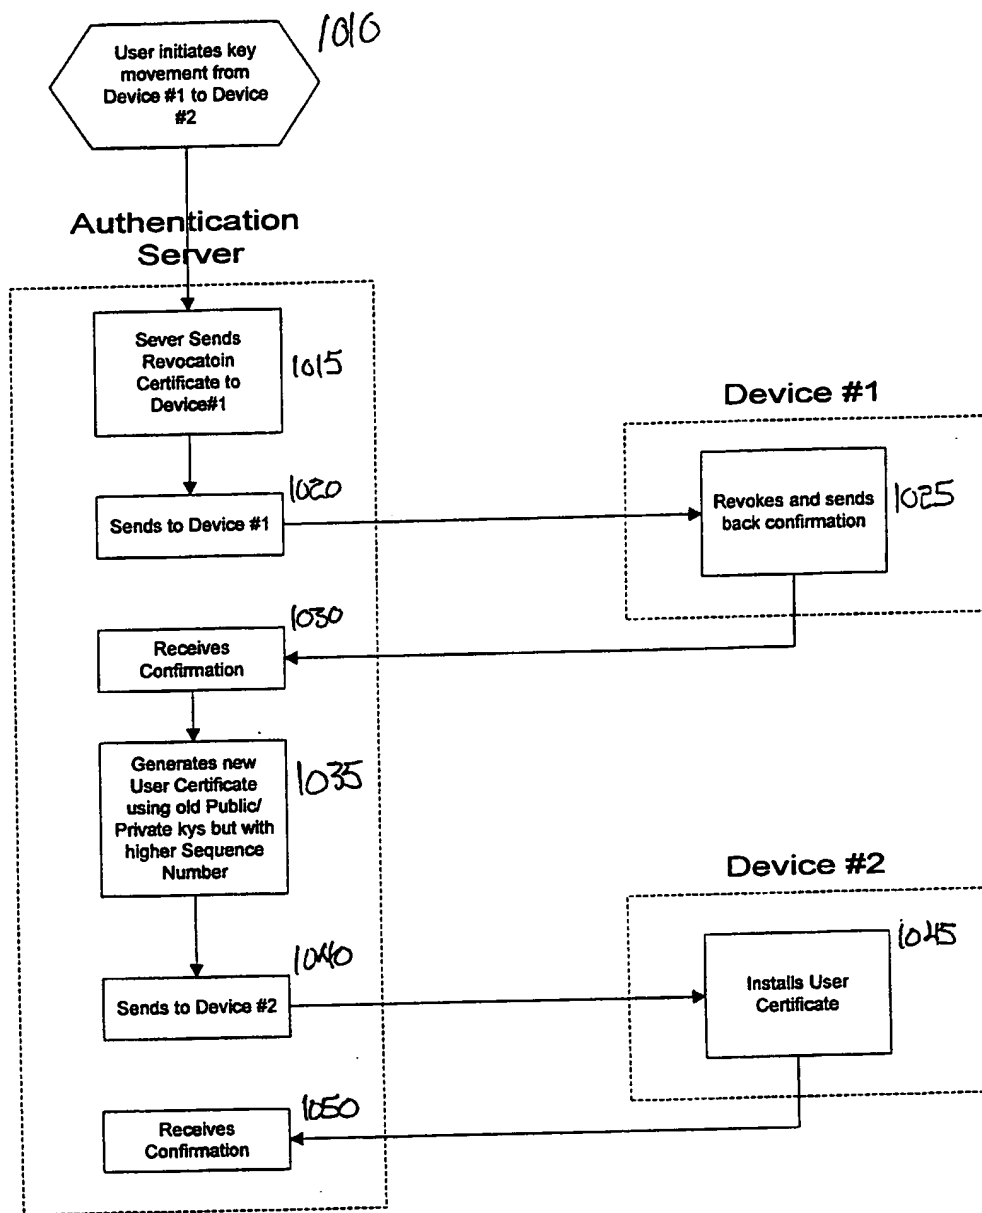 1010
User initiates key
movement from
Device #1 to Device
#2
Authentication
Server
Sever Sends
Revocatoin
Certificate to
Device#1
1015
Device #1
1020
Sends to Device #1
Revokes and sends
back confirmation
1025
1030
Receives
Confirmation
Generates new
User Certificate
using old Public/
Private kys but with
higher Sequence
Number
1035
Device #2
1040
Sends to Device #2
1045
Installs User
Certificate
1050
Receives
Confirmation